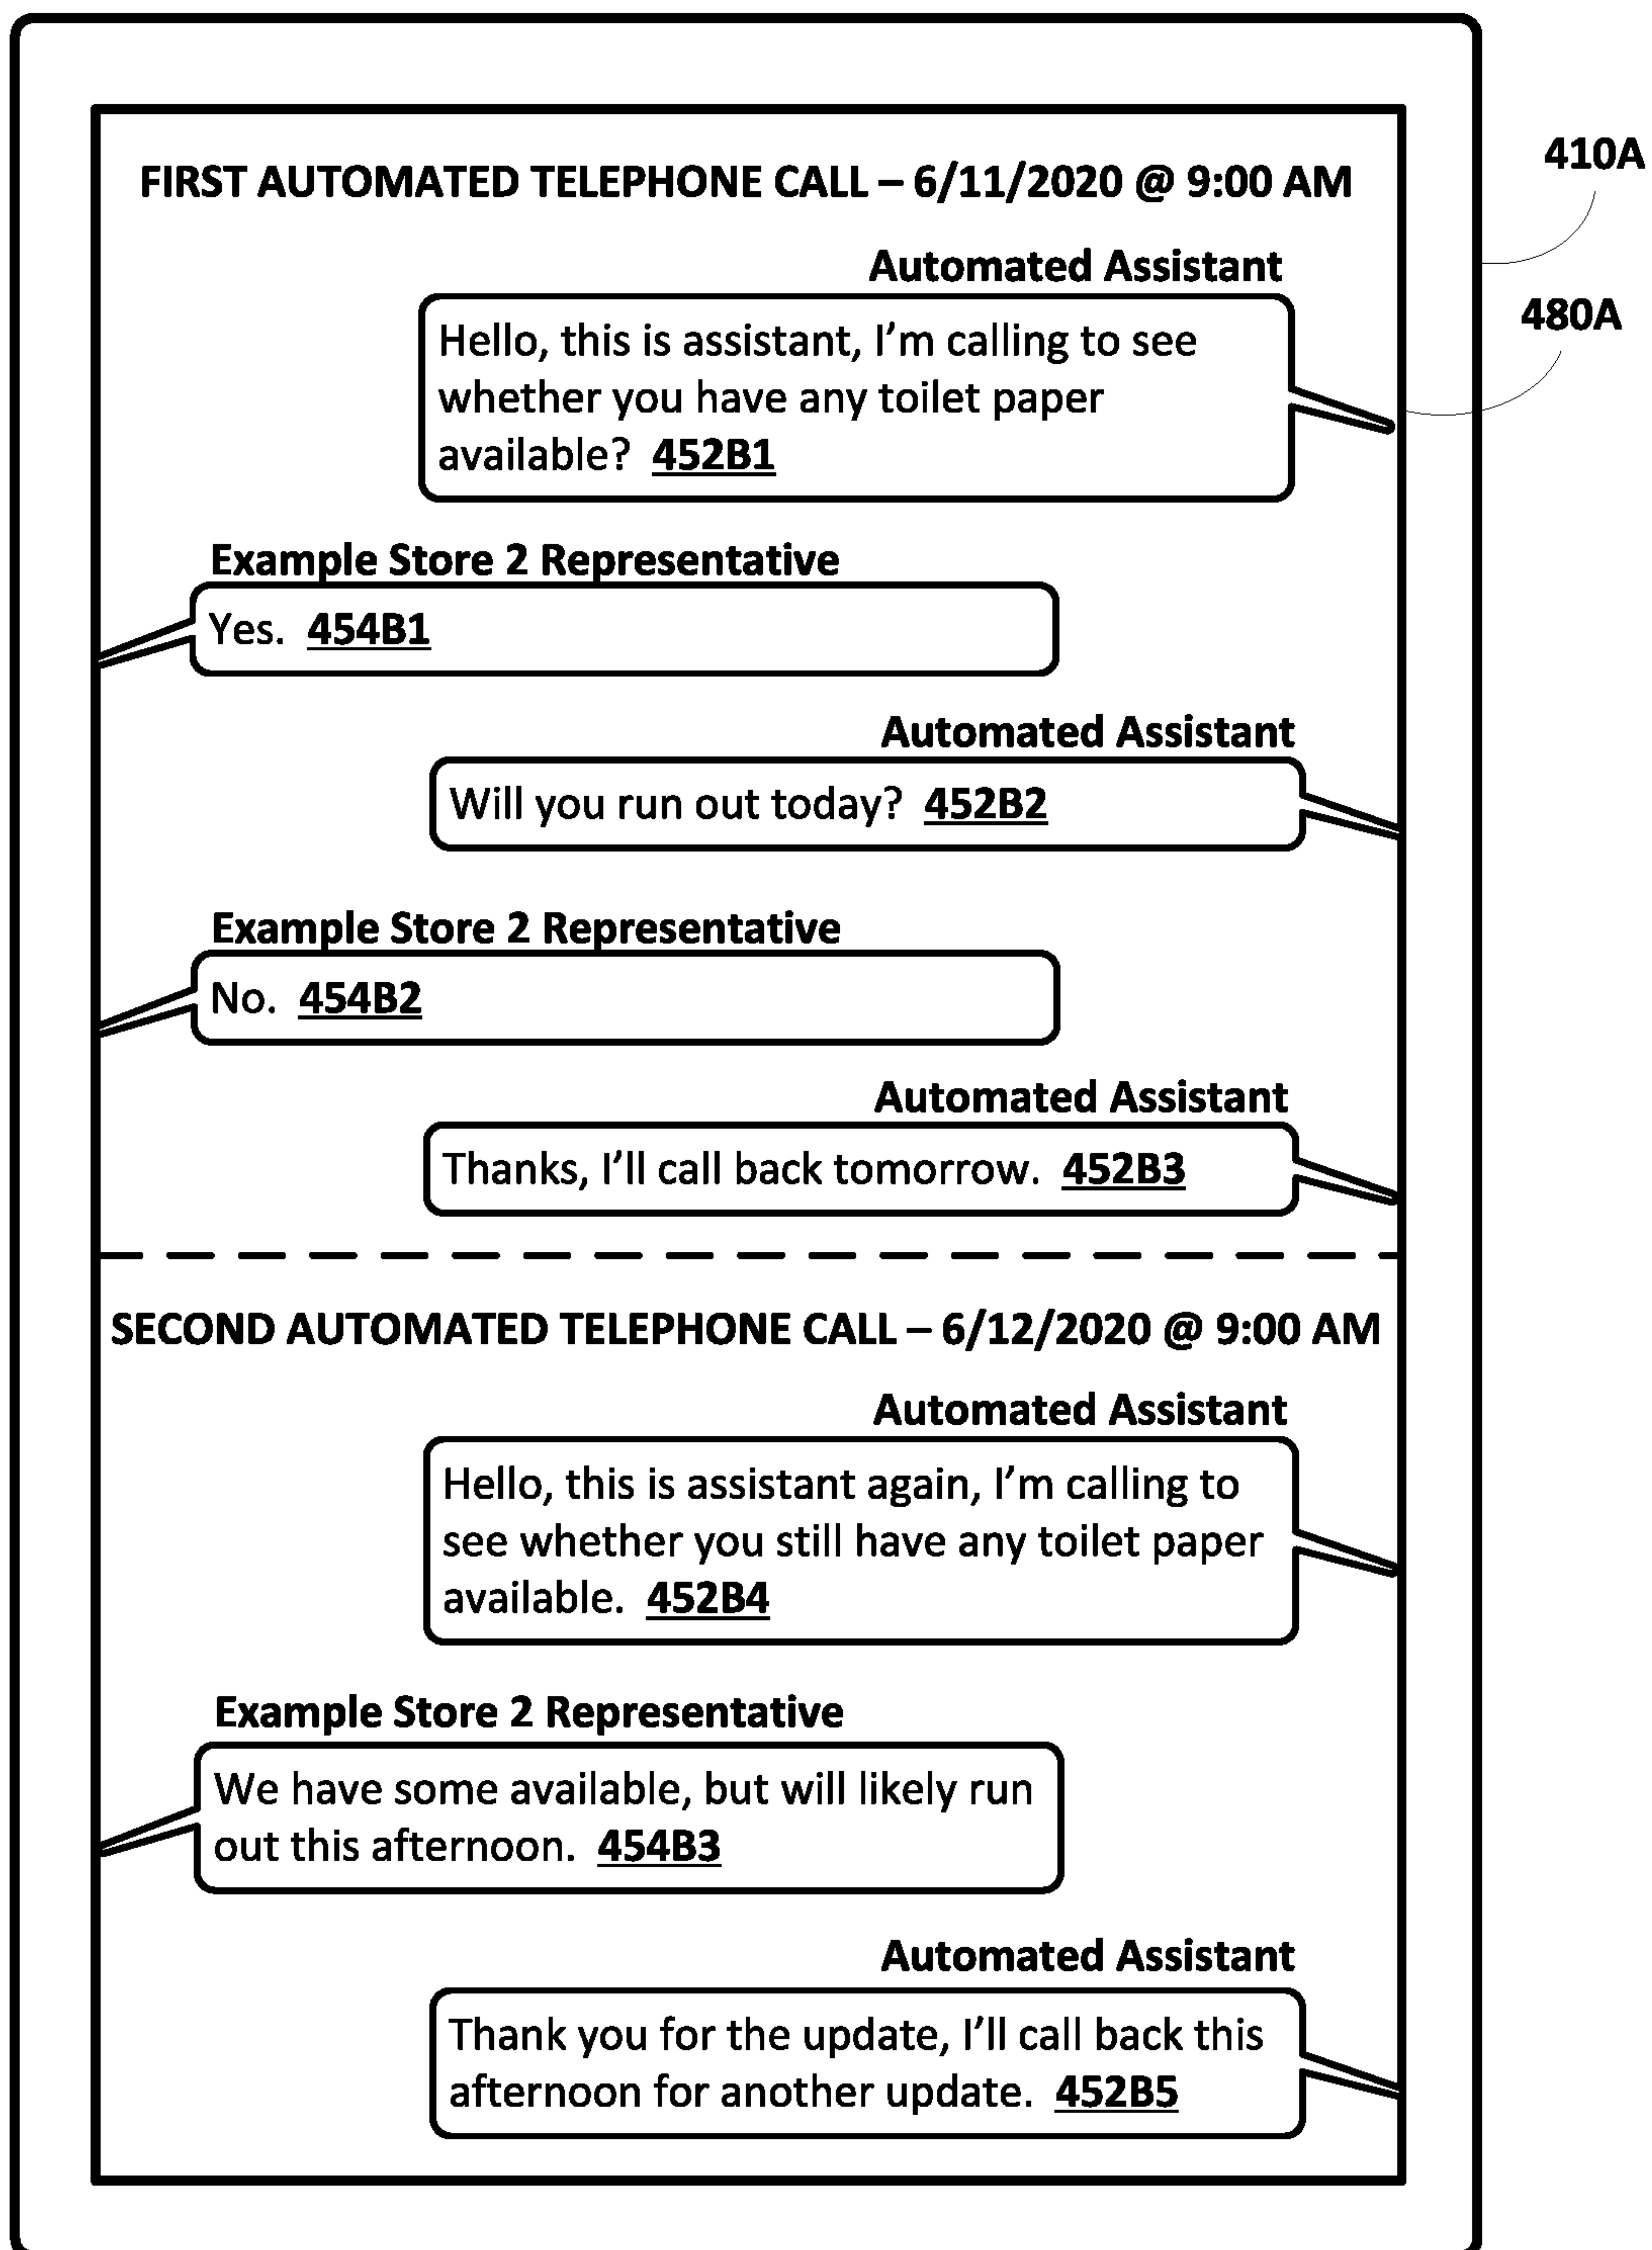 FIRST AUTOMATED TELEPHONE CALL – 6/11/2020 @ 9:00 AM
410A
Automated Assistant
480A
Hello, this is assistant, I'm calling to see
whether you have any toilet paper
available? 452B1
Example Store 2 Representative
Yes. 454B1
Automated Assistant
Will you run out today? 452B2
Example Store 2 Representative
No. 454B2
Automated Assistant
Thanks, I'll call back tomorrow. 452B3
SECOND AUTOMATED TELEPHONE CALL – 6/12/2020 @ 9:00 AM
Automated Assistant
Hello, this is assistant again, I'm calling to
see whether you still have any toilet paper
available. 452B4
Example Store 2 Representative
We have some available, but will likely run
out this afternoon. 454B3
Automated Assistant
Thank you for the update, I'll call back this
afternoon for another update. 452B5